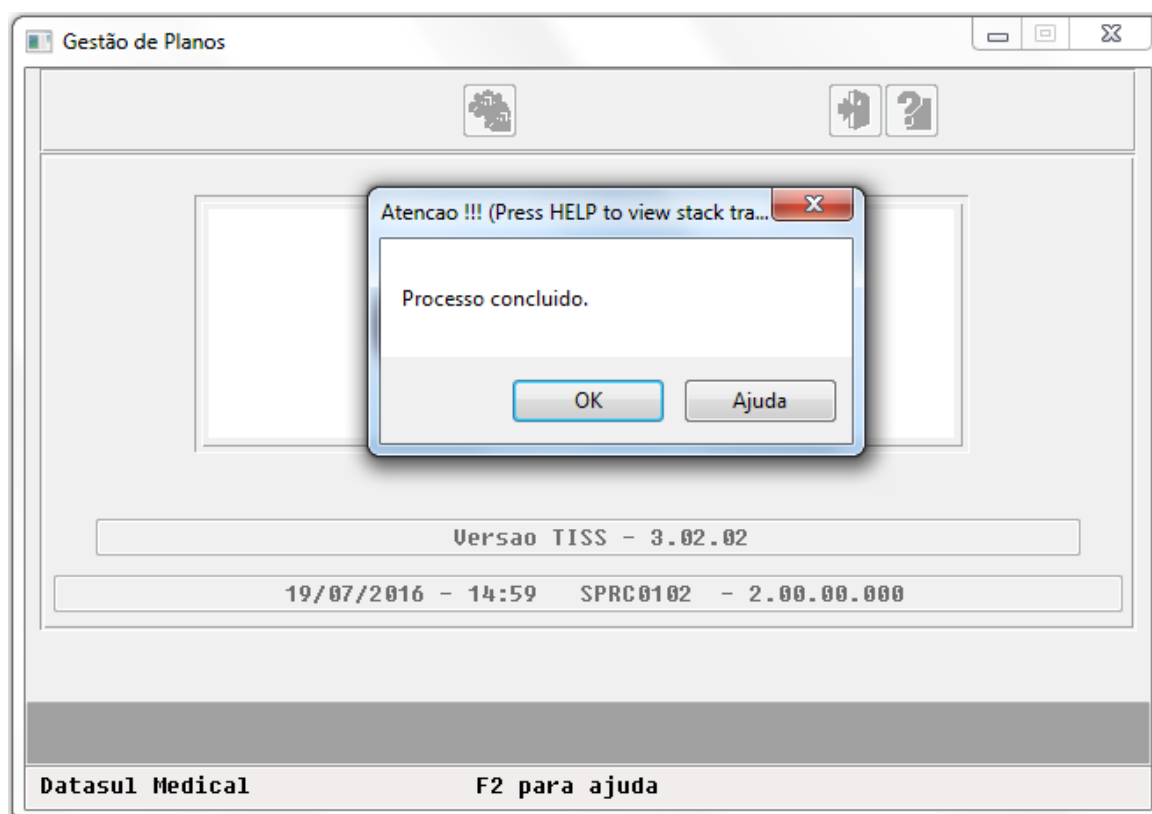 Gestão de Planos
Atencao !!! (Press HELP to view stack tra...
Processo concluido.
OK Ajuda
Versao TISS - 3.02.02
19/07/2016 - 14:59 SPRC0102 - 2.00.00.000
Datasul Medical F2 para ajuda